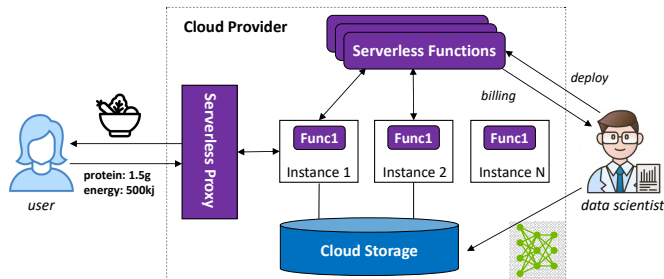 Cloud Provider
Serverless Functions
deploy
billing
Serverless Proxy
Func1
Func1
Func1
Instance 1
Instance 2
Instance N
protein: 1.5g
energy: 500kj
user
data scientist
Cloud Storage